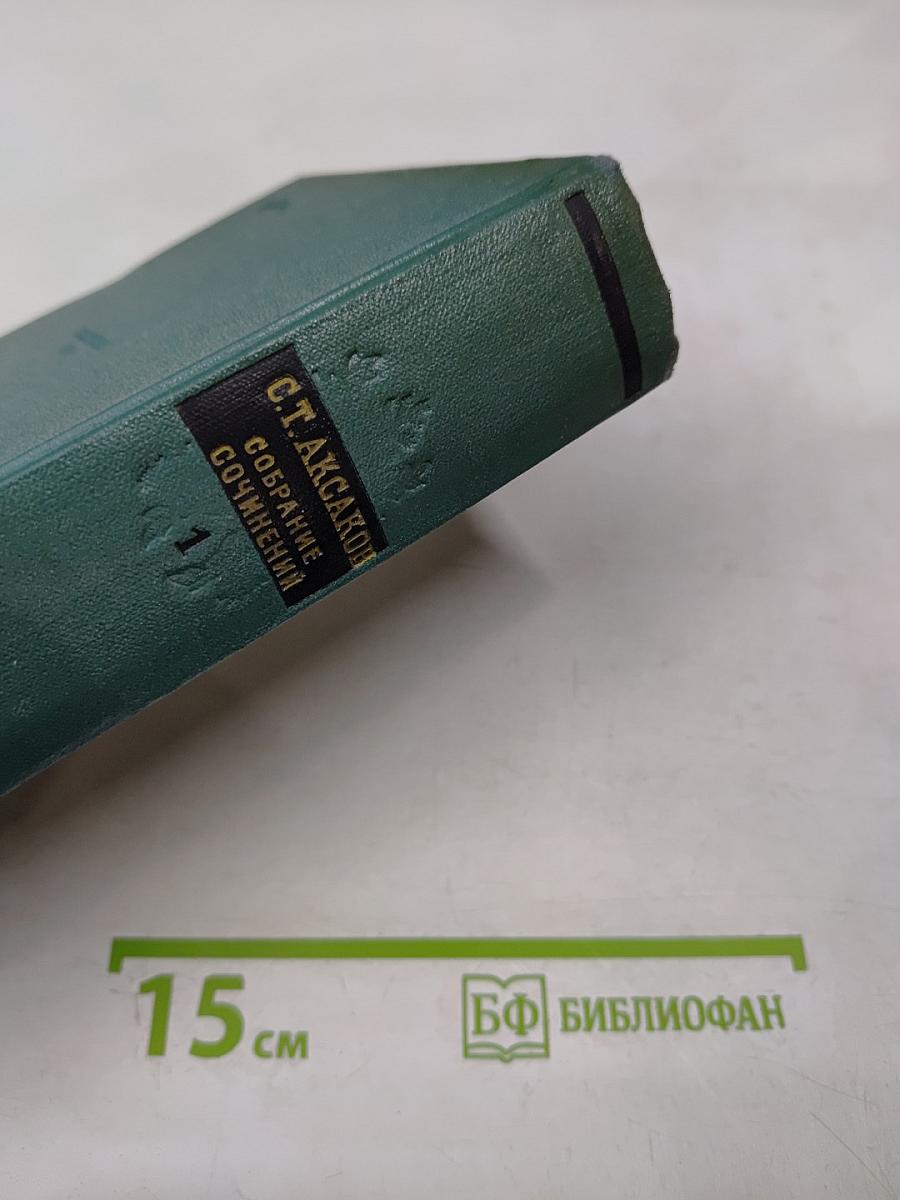 С.Т. АКСАКОВ
СОБРАНИЕ
СОЧИНЕНИЙ
1
15 см
БФ БИБЛИОФАН